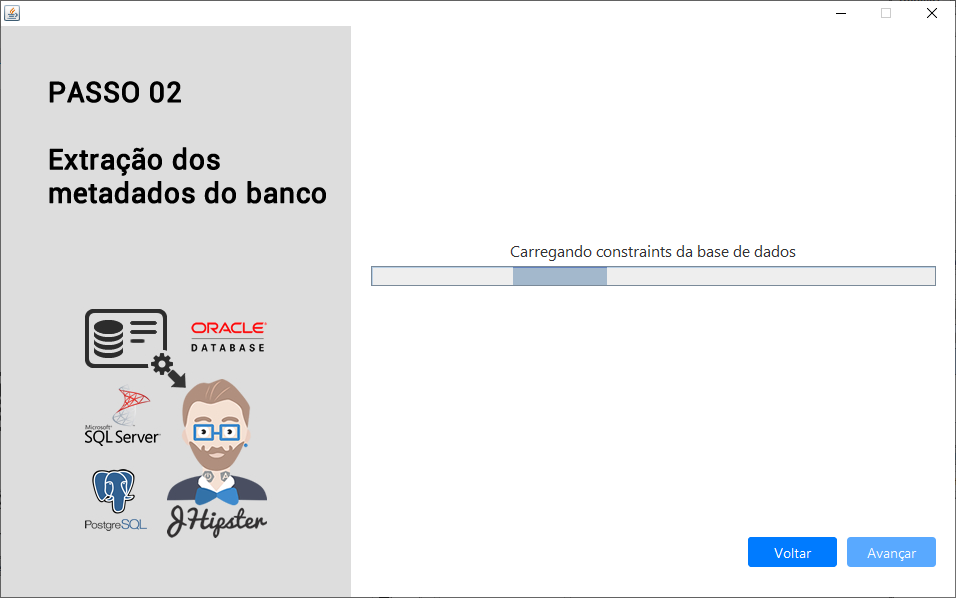 PASSO 02
Extração dos
metadados do banco
Carregando constraints da base de dados
ORACLE
DATABASE
Microsoft
SQL Server
PostgreSQL
JHipster
Voltar
Avançar